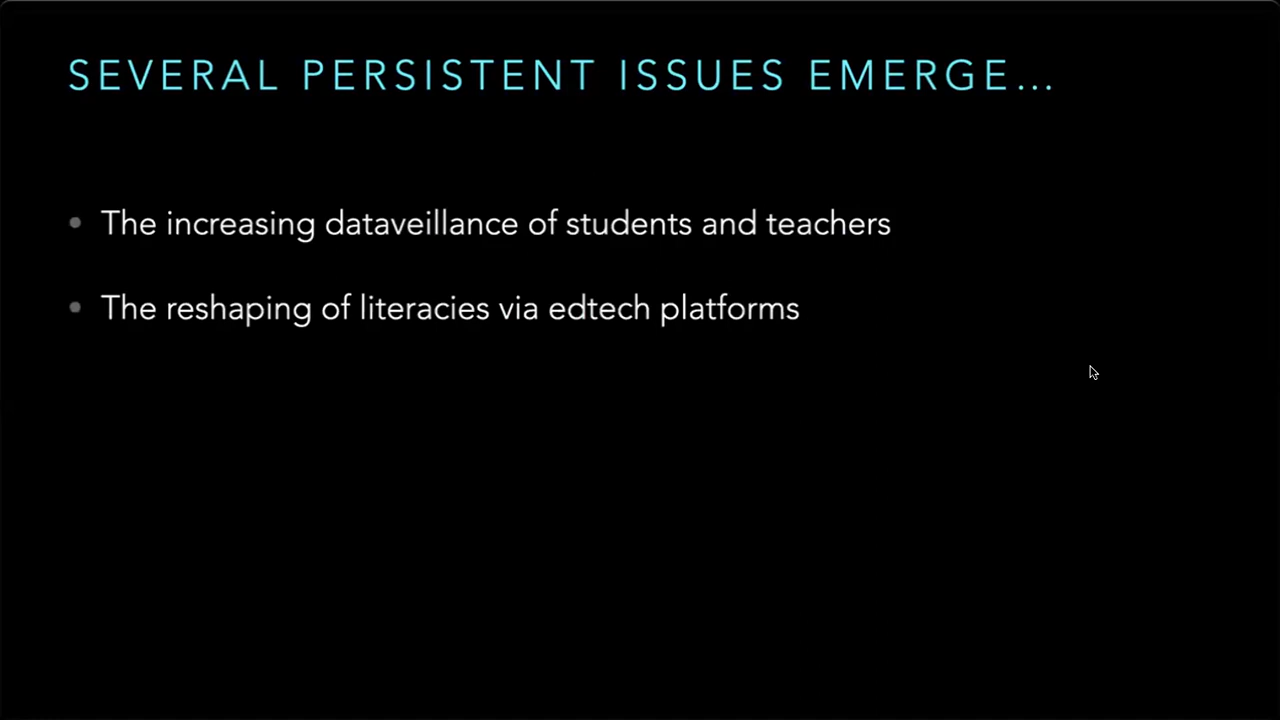 SEVERAL PERSISTENT ISSUES EMERGE...
• The increasing dataveillance of students and teachers
• The reshaping of literacies via edtech platforms